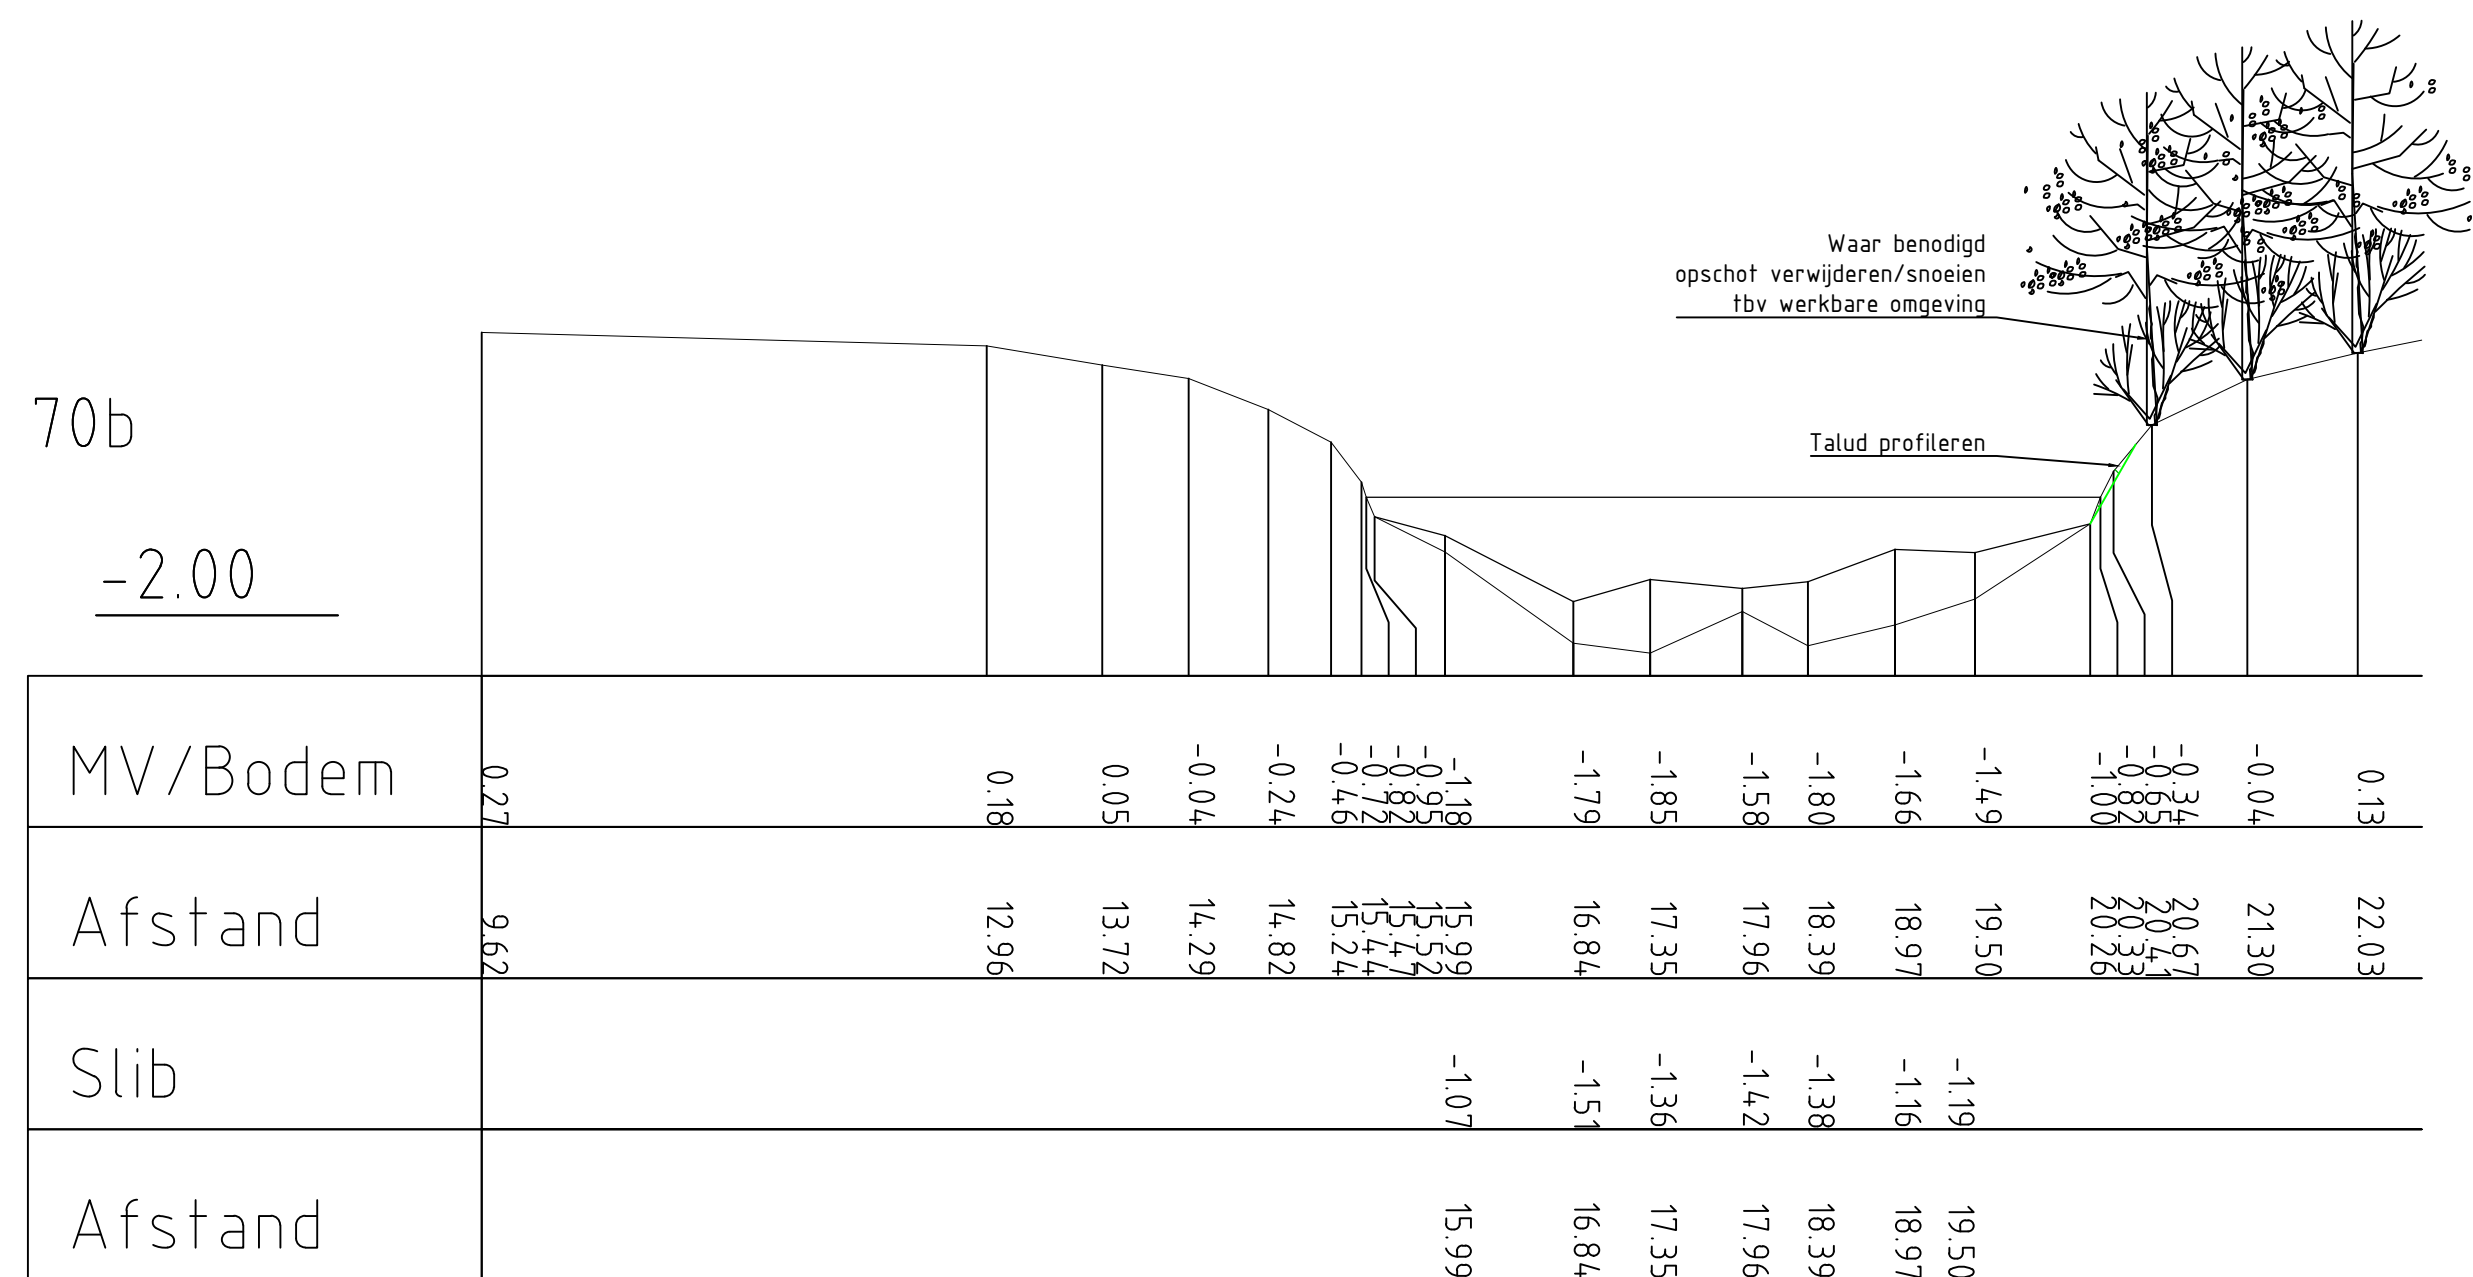 Waar benodigd
opschot verwijderen/snoeien
tbv werkbare omgeving
70b
Talud profileren
-2.00
MV/Bodem 0.27 0.18 0.05 -0.04 -0.24 -0.46 -0.72 -0.82 -0.95 -1.18 -1.79 -1.85 -1.58 -1.80 -1.66 -1.49 -1.00 -0.82 -0.65 -0.34 -0.04 0.13
Afstand 9.62 12.96 13.72 14.29 14.82 15.24 15.44 15.47 15.52 15.99 16.84 17.35 17.96 18.39 18.97 19.50 20.26 20.33 20.41 20.67 21.30 22.03
Slib -1.07 -1.51 -1.36 -1.42 -1.38 -1.16 -1.19
Afstand 15.99 16.84 17.35 17.96 18.39 18.97 19.50